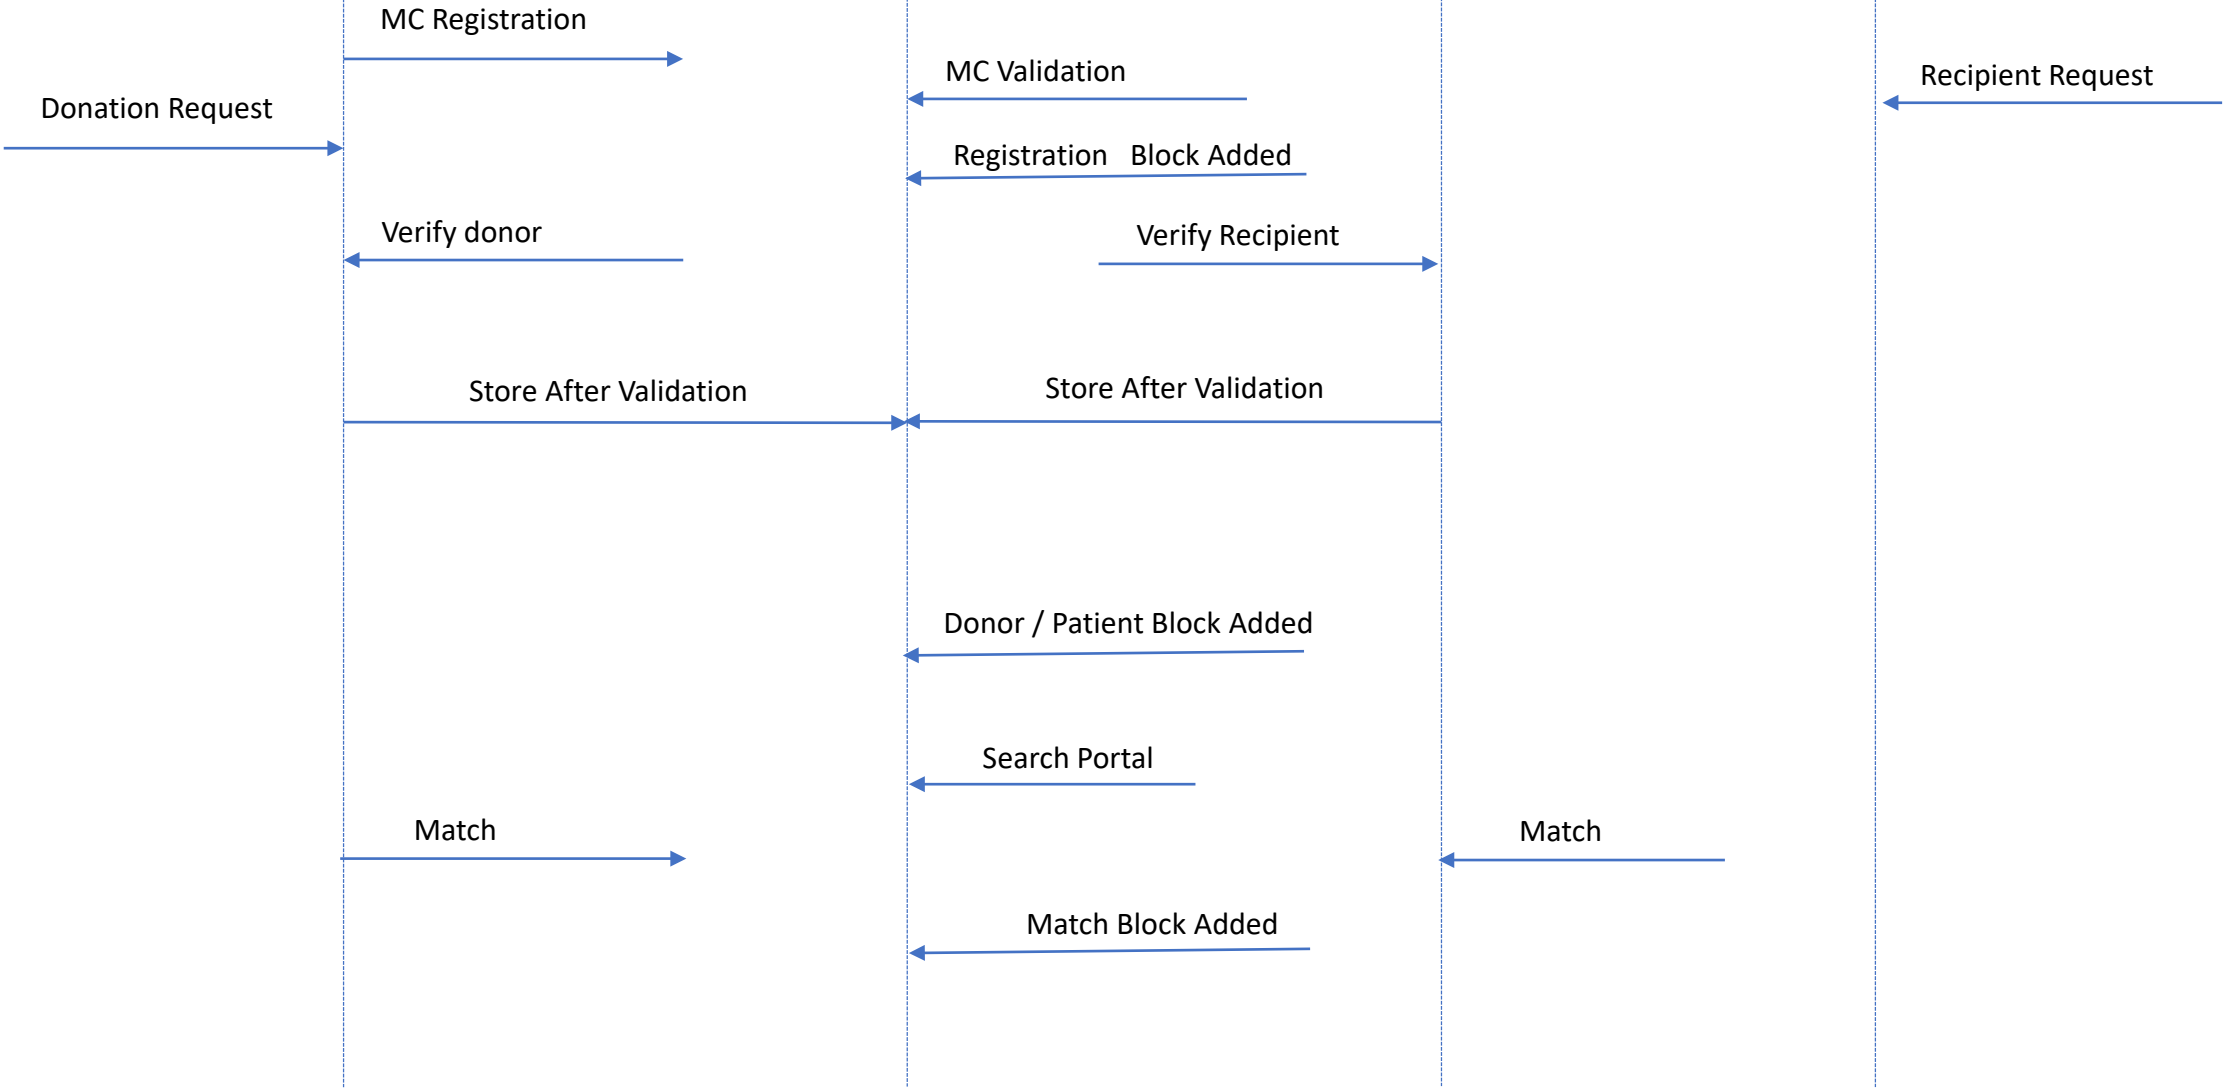 MC Registration
MC Validation
Recipient Request
Donation Request
Registration   Block Added
Verify donor
Verify Recipient
Store After Validation
Store After Validation
Donor / Patient Block Added
Search Portal
Match
Match
Match Block Added